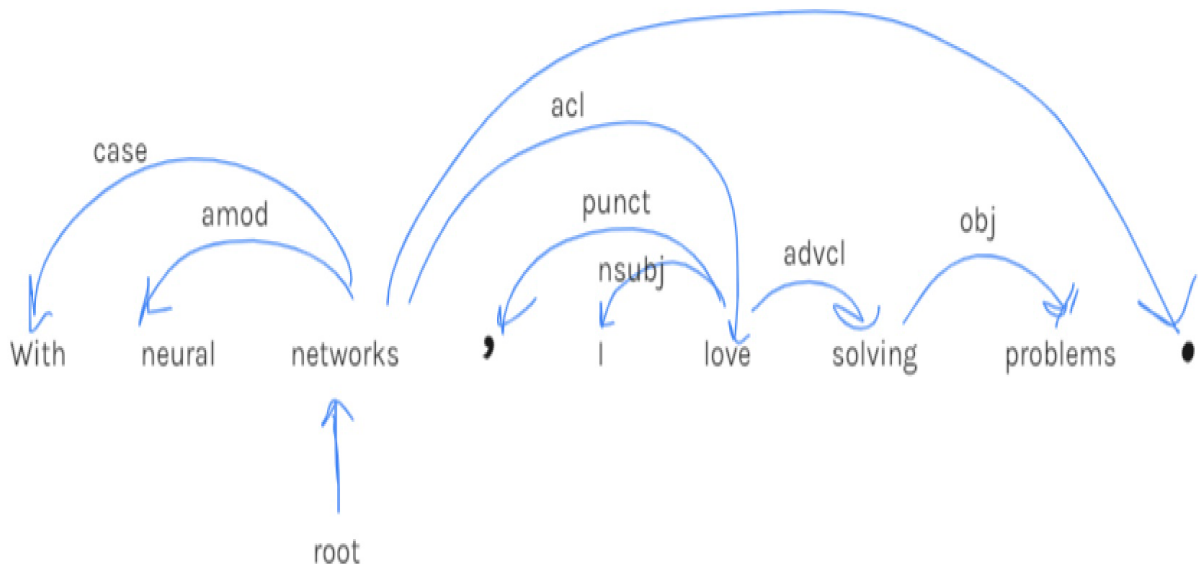 acl
case
amod
punct
obj
nsubj
advcl
With neural networks , I love solving problems .
root